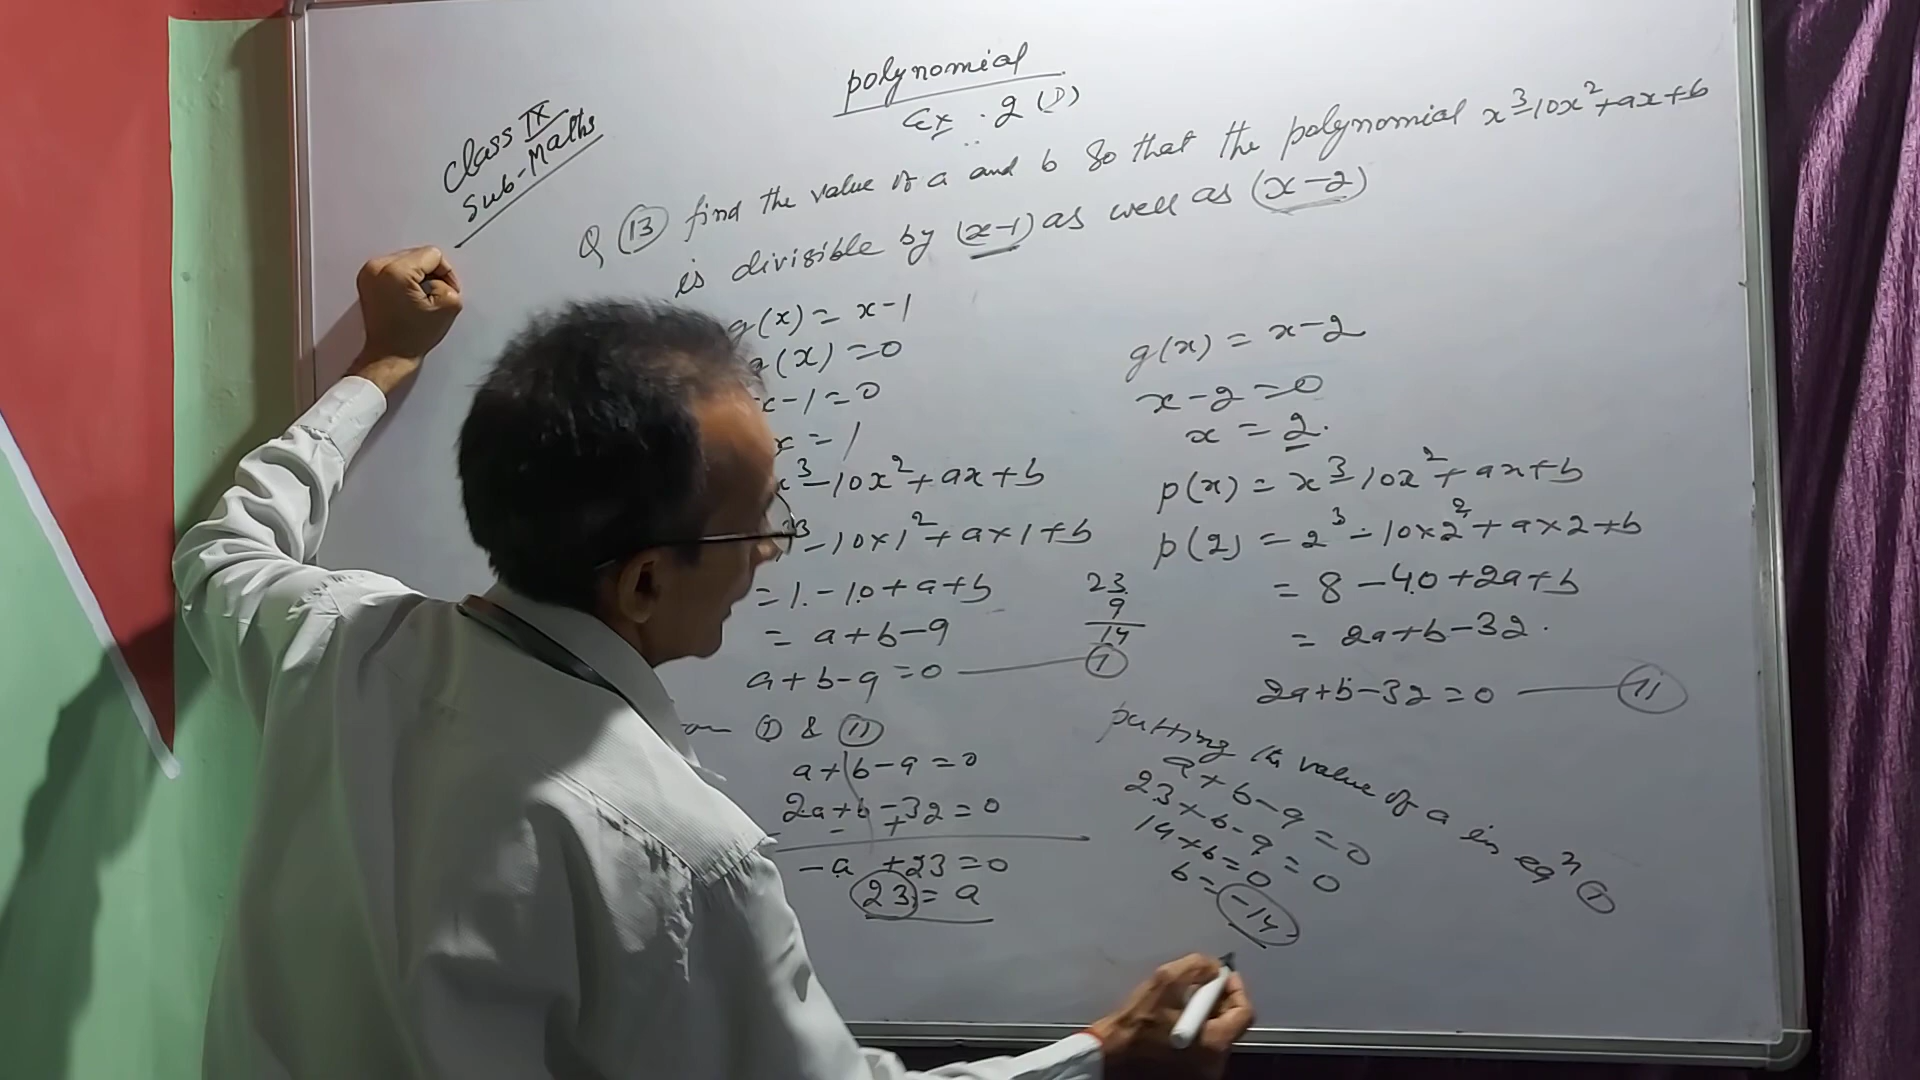 polynomial
Ex. 2 (D)
Class IX
Sub-Maths
Q 13 find the value of a and b So that the polynomial x³-10x²+ax+b
is divisible by (x-1) as well as (x-2)
g(x) = x-1
g(x) = 0
x-1 = 0
x = 1
x³-10x²+ax+b
³-10×1²+a×1+b
= 1-10+a+b
= a+b-9
a+b-9=0 — I
I & II
a+b-9=0
2a+b-32=0
- +
-a +23=0
23 = a
23
9
14
g(x) = x-2
x-2=0
x = 2.
p(x) = x³-10x²+ax+b
p(2) = 2³-10×2²+a×2+b
= 8-40+2a+b
= 2a+b-32.
2a+b-32=0 — II
putting the value of a in eqⁿ I
a+b-9=0
23+b-9=0
14+b=0
b=-14